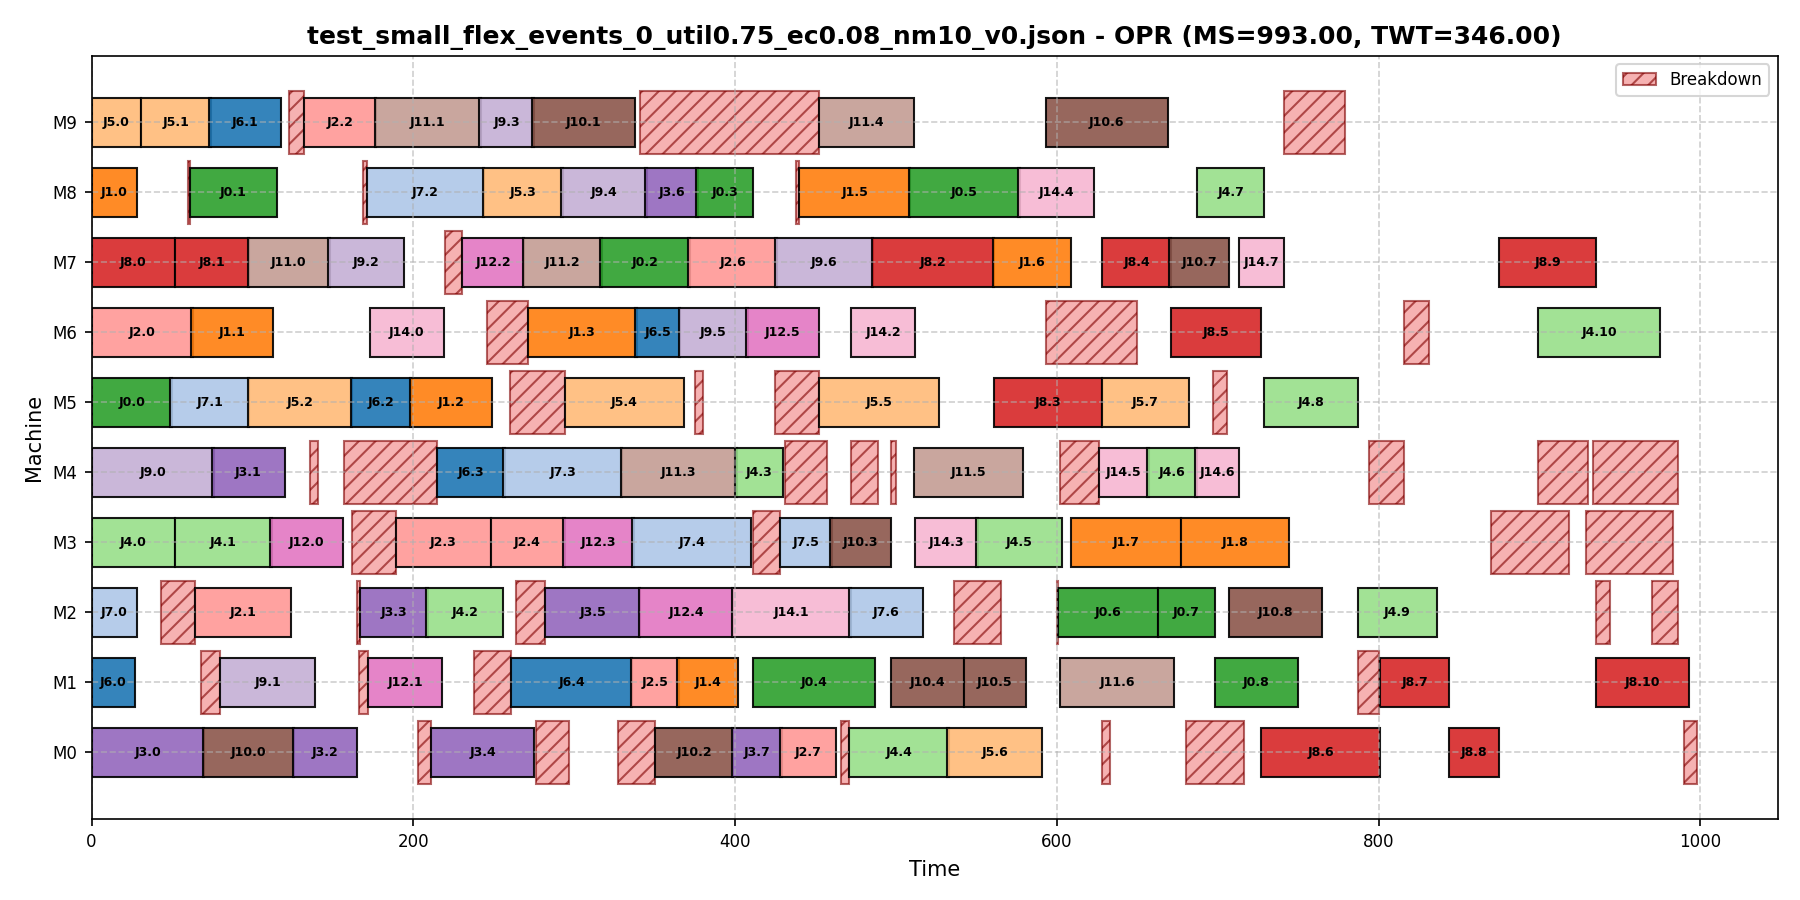 test_small_flex_events_0_util0.75_ec0.08_nm10_v0.json - OPR (MS=993.00, TWT=346.00)
Breakdown
M9 J5.0 J5.1 J6.1 J2.2 J11.1 J9.3 J10.1 J11.4 J10.6
M8 J1.0 J0.1 J7.2 J5.3 J9.4 J3.6 J0.3 J1.5 J0.5 J14.4 J4.7
M7 J8.0 J8.1 J11.0 J9.2 J12.2 J11.2 J0.2 J2.6 J9.6 J8.2 J1.6 J8.4 J10.7 J14.7 J8.9
M6 J2.0 J1.1 J14.0 J1.3 J6.5 J9.5 J12.5 J14.2 J8.5 J4.10
M5 J0.0 J7.1 J5.2 J6.2 J1.2 J5.4 J5.5 J8.3 J5.7 J4.8
M4 J9.0 J3.1 J6.3 J7.3 J11.3 J4.3 J11.5 J14.5 J4.6 J14.6
M3 J4.0 J4.1 J12.0 J2.3 J2.4 J12.3 J7.4 J7.5 J10.3 J14.3 J4.5 J1.7 J1.8
M2 J7.0 J2.1 J3.3 J4.2 J3.5 J12.4 J14.1 J7.6 J0.6 J0.7 J10.8 J4.9
M1 J6.0 J9.1 J12.1 J6.4 J2.5 J1.4 J0.4 J10.4 J10.5 J11.6 J0.8 J8.7 J8.10
M0 J3.0 J10.0 J3.2 J3.4 J10.2 J3.7 J2.7 J4.4 J5.6 J8.6 J8.8
Machine
0 200 400 600 800 1000
Time